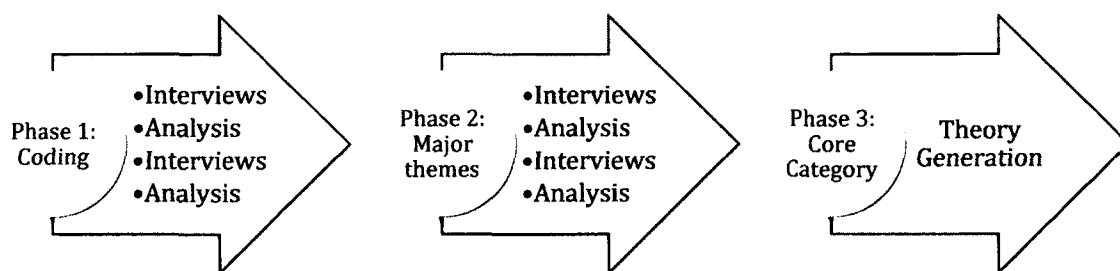 Phase 1:
Coding
•Interviews
•Analysis
•Interviews
•Analysis
Phase 2:
Major
themes
•Interviews
•Analysis
•Interviews
•Analysis
Phase 3:
Core
Category
Theory
Generation